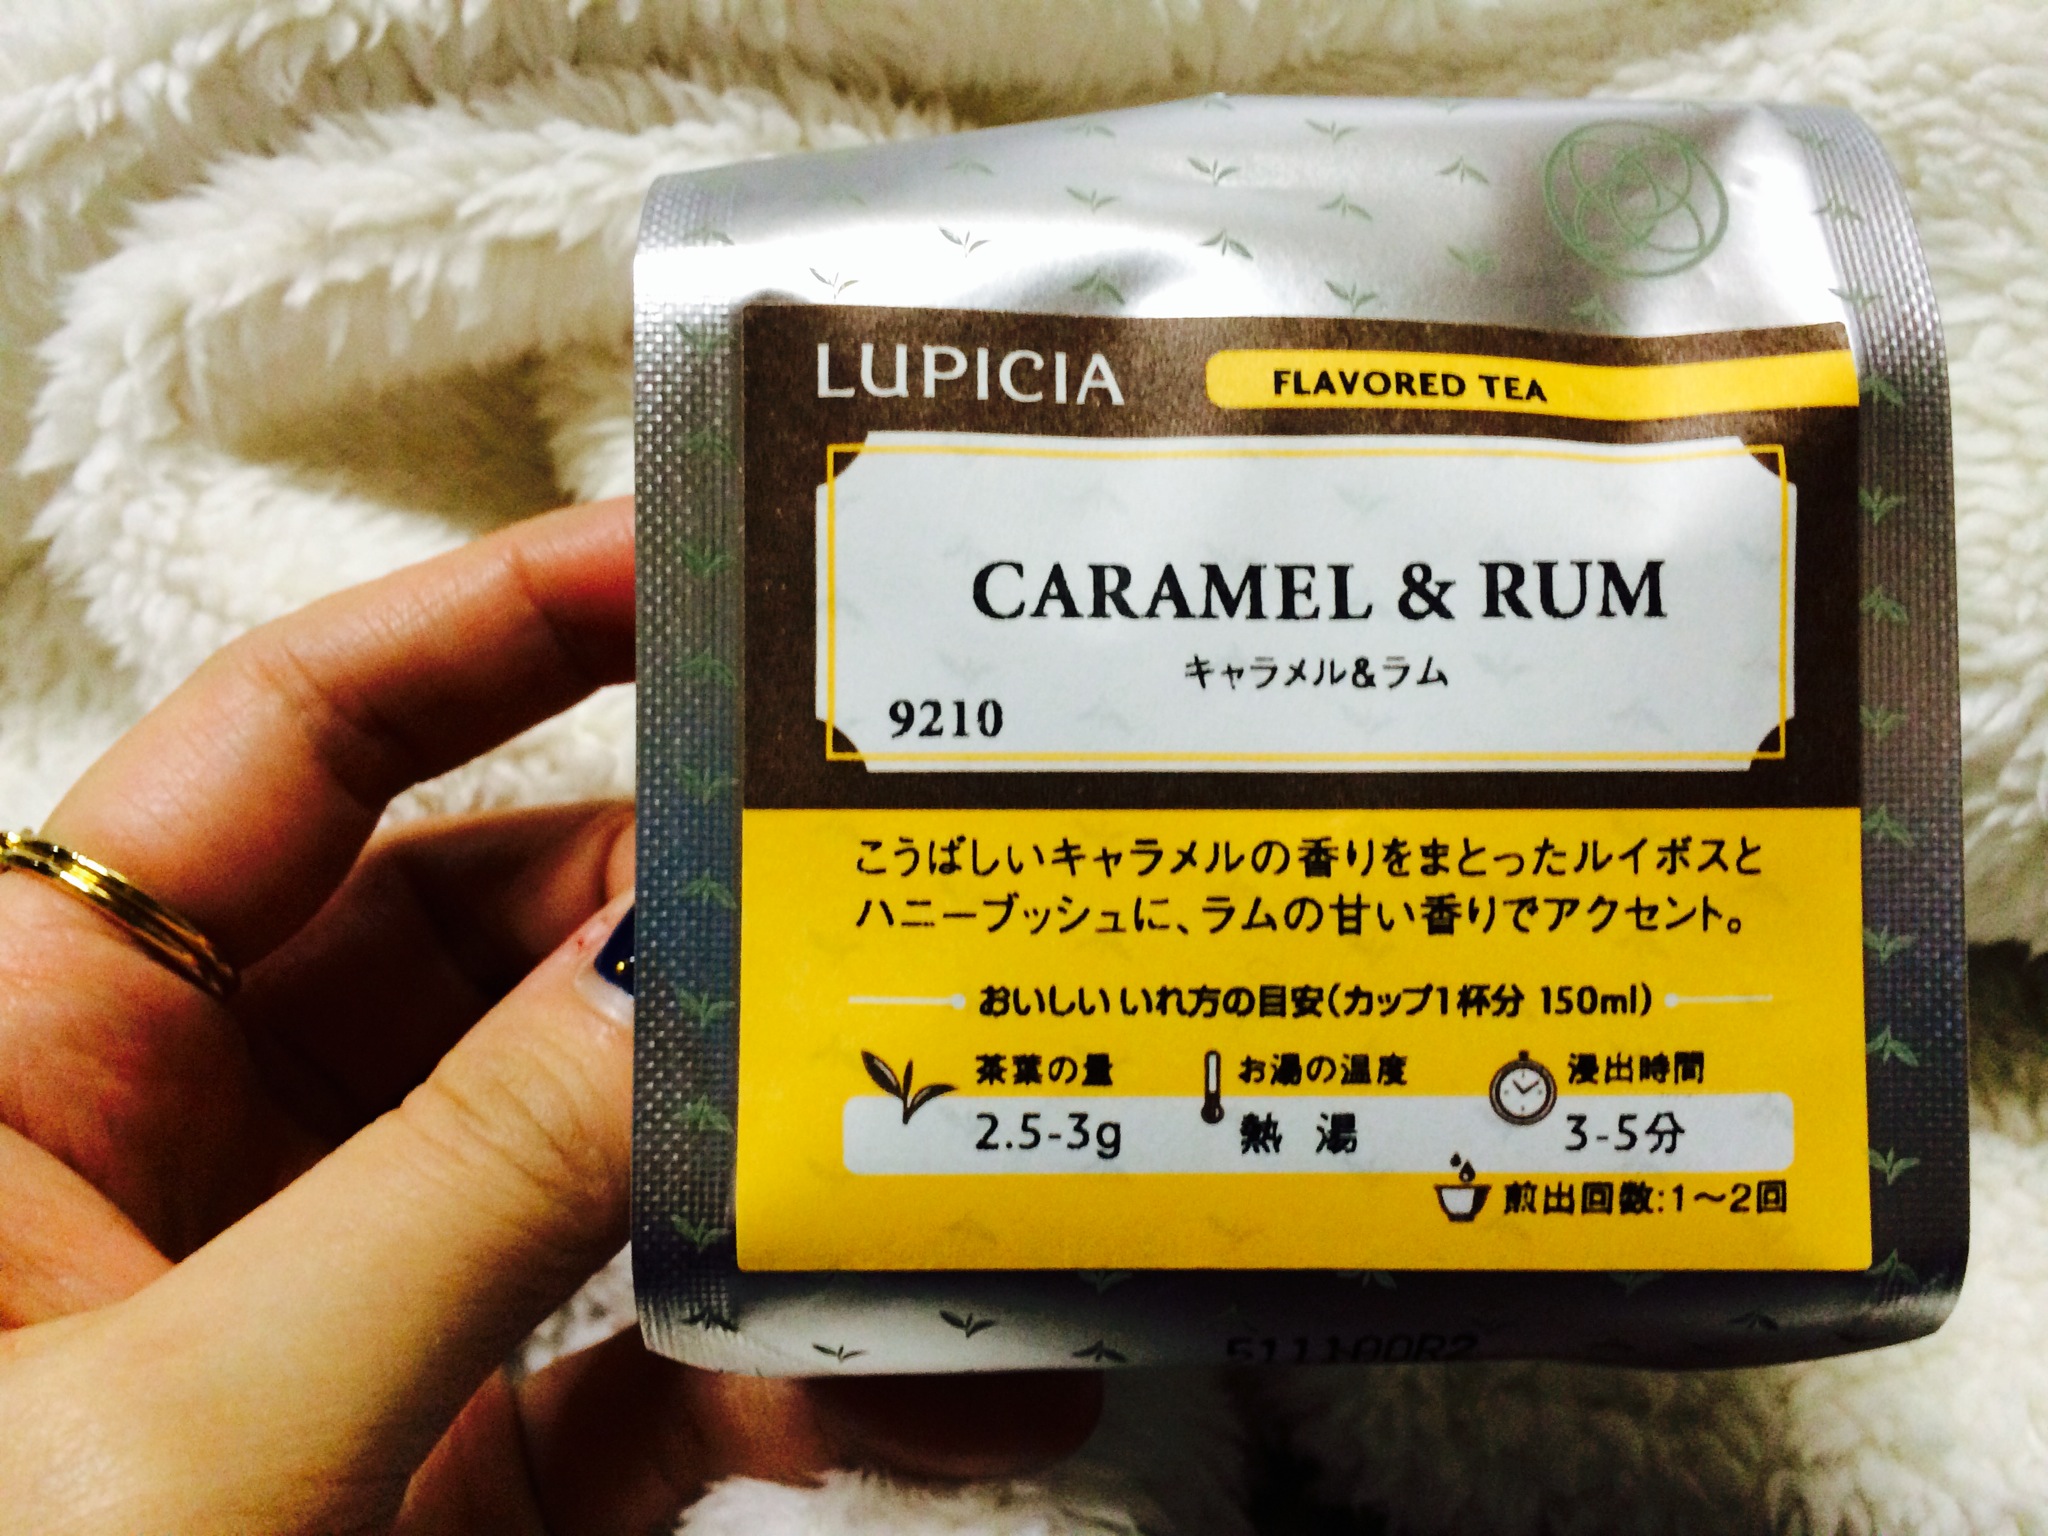 LUPICIA
FLAVORED TEA
CARAMEL & RUM
キャラメル&ラム
9210
こうばしいキャラメルの香りをまとったルイボスと
ハニーブッシュに、ラムの甘い香りでアクセント。
おいしいいれ方の目安(カップ1杯分 150ml)
茶葉の量 お湯の温度 浸出時間
2.5-3g 熱 湯 3-5分
煎出回数:1〜2回